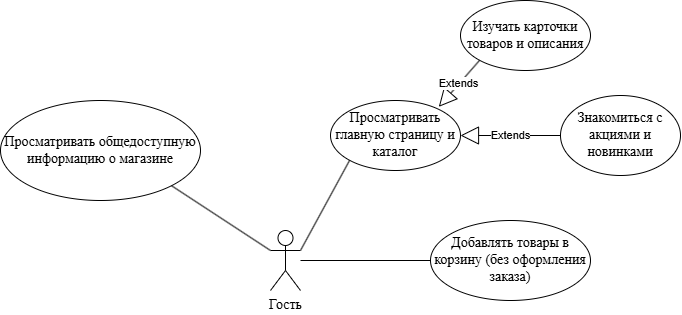 Изучать карточки
товаров и описания
Extends
Просматривать
главную страницу и
каталог
Extends
Знакомиться с
акциями и
новинками
Просматривать общедоступную
информацию о магазине
Добавлять товары в
корзину (без оформления
заказа)
Гость